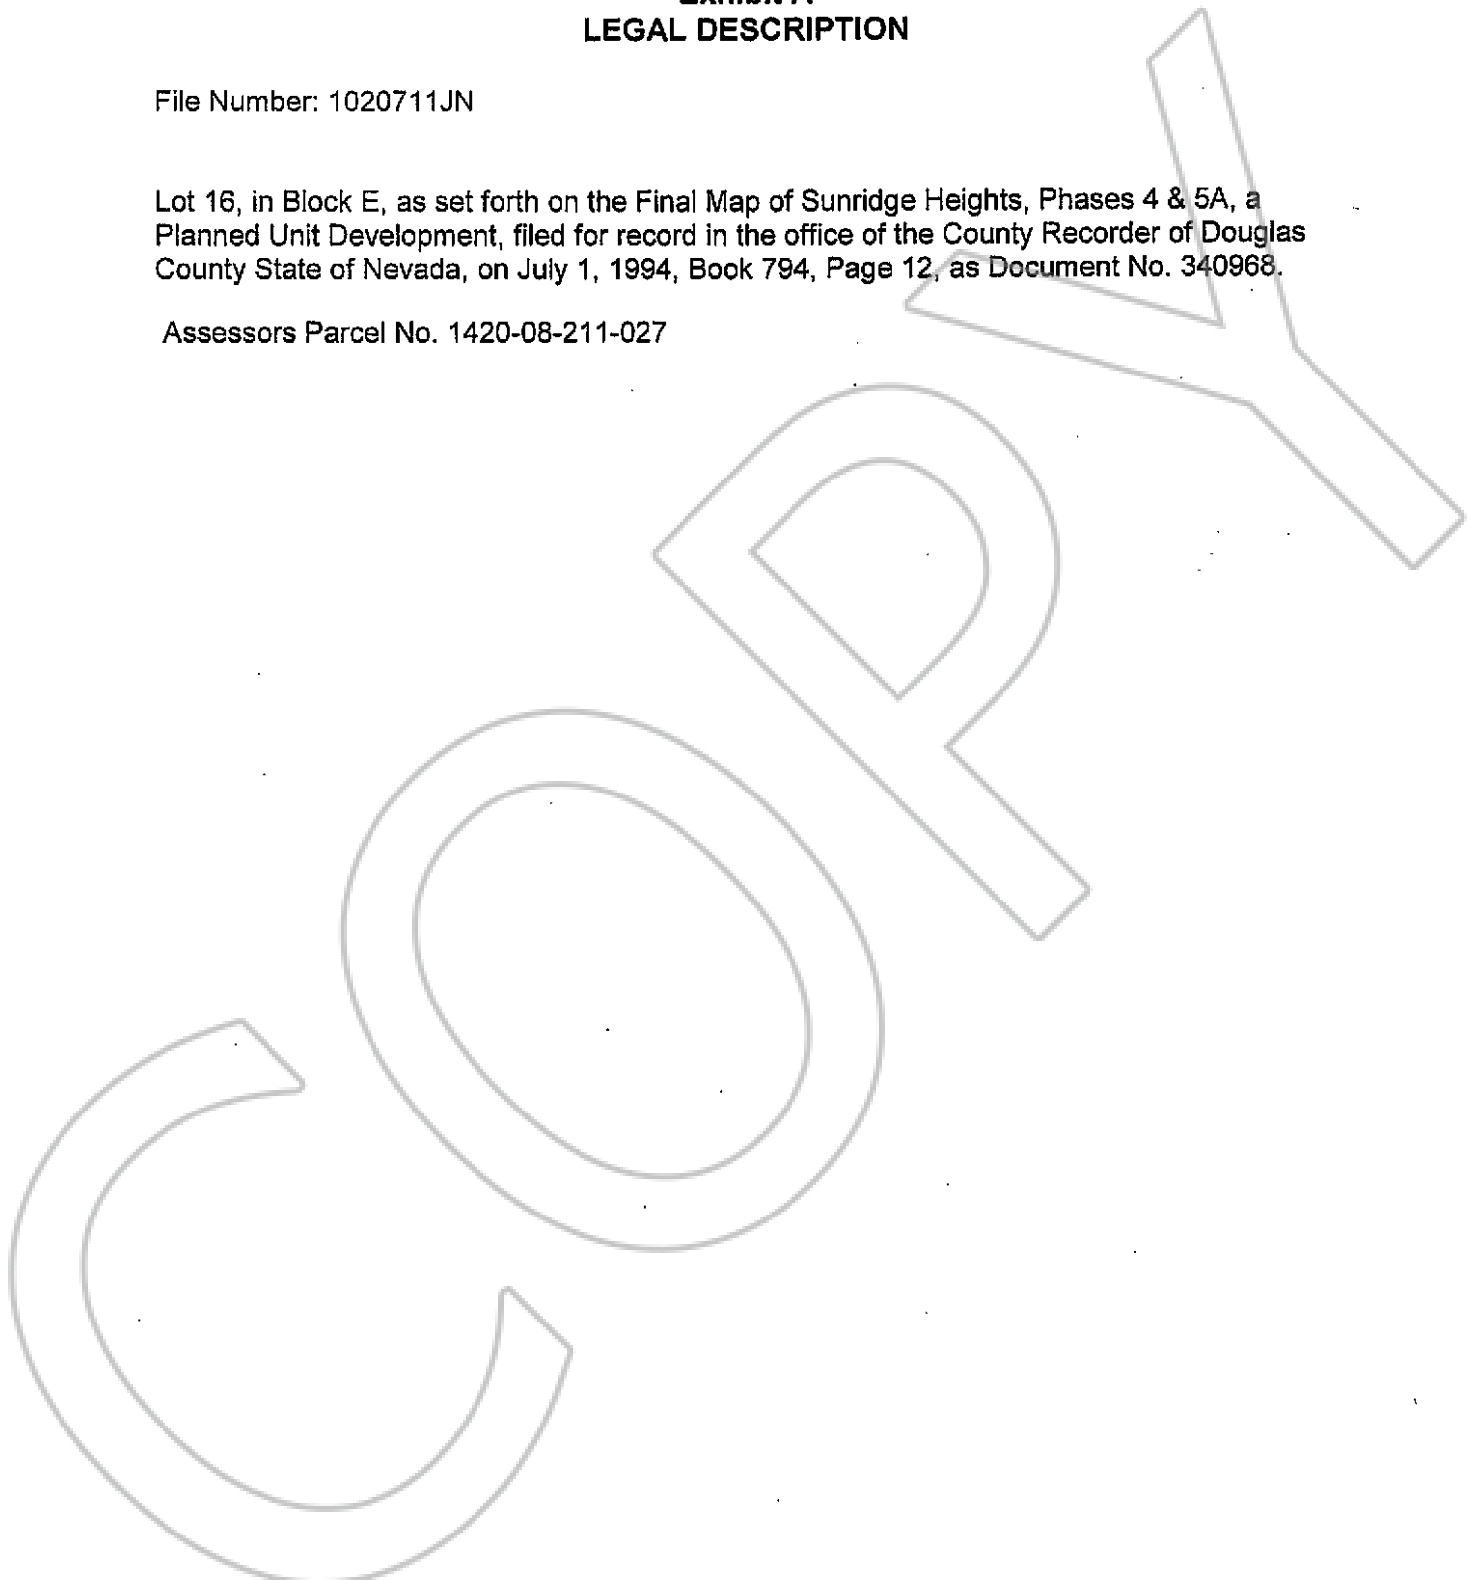 Exhibit A
LEGAL DESCRIPTION
File Number: 1020711JN
Lot 16, in Block E, as set forth on the Final Map of Sunridge Heights, Phases 4 & 5A, a
Planned Unit Development, filed for record in the office of the County Recorder of Douglas
County State of Nevada, on July 1, 1994, Book 794, Page 12, as Document No. 340968.
Assessors Parcel No. 1420-08-211-027
COPY